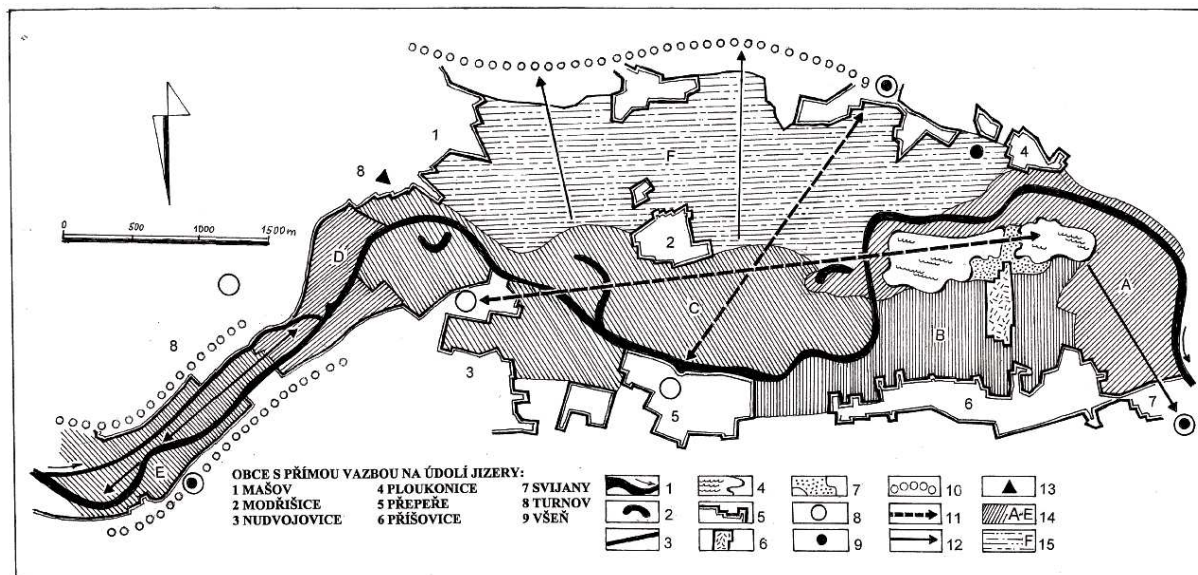 9
1
F
4
8
0 500 1000 1500 m
2
D
A
C
B
8
3
5
6
7
E
OBCE S PŘÍMOU VAZBOU NA ÚDOLÍ JIZERY:
1 MAŠOV 4 PLOUKONICE 7 SVIJANY
2 MODŘIŠICE 5 PŘEPEŘE 8 TURNOV
3 NUDVOJOVICE 6 PŘÍŠOVICE 9 VŠEŇ
1 4 7 10 13
2 5 8 11 A-E 14
3 6 9 12 F 15